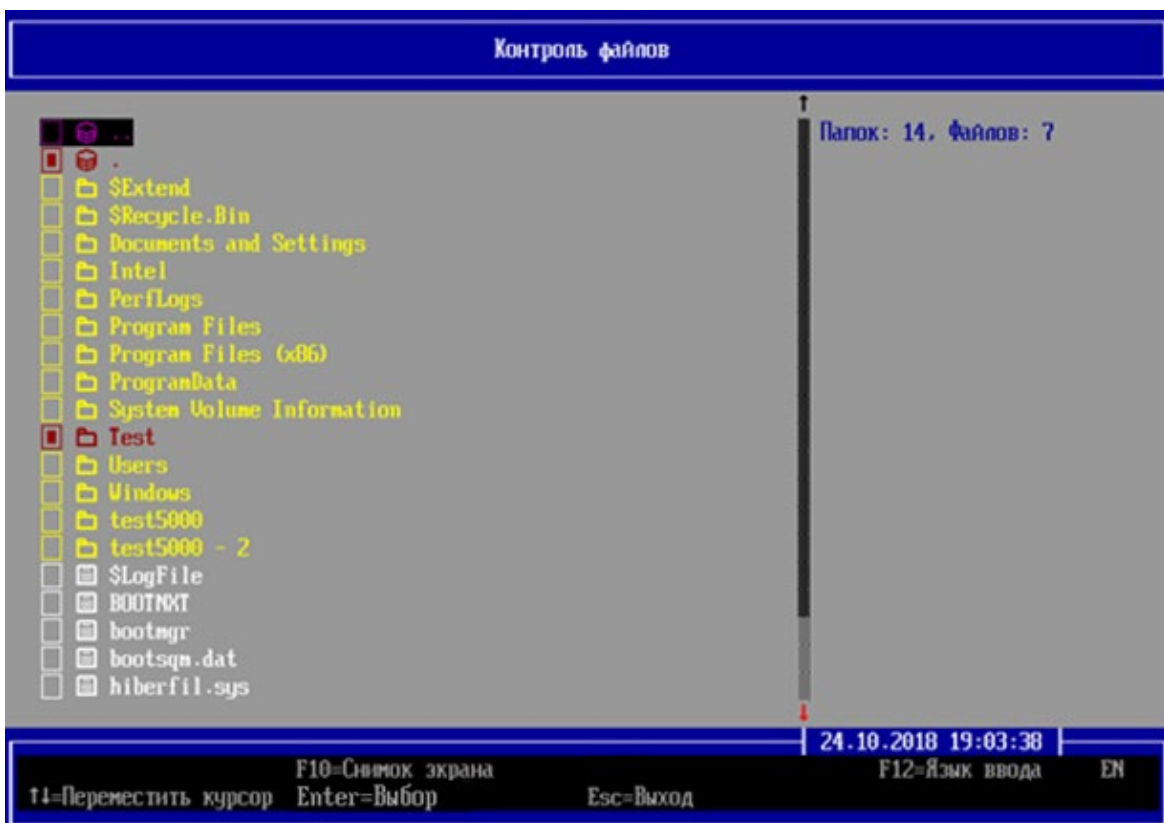 Контроль файлов
..
.
$Extend
$Recycle.Bin
Documents and Settings
Intel
PerfLogs
Program Files
Program Files (x86)
ProgramData
System Volume Information
Test
Users
Windows
test5000
test5000 - 2
$LogFile
BOOTNXT
bootmgr
bootsqm.dat
hiberfil.sys
Папок: 14, Файлов: 7
24.10.2018 19:03:38
F10=Снимок экрана F12=Язык ввода EN
↑↓=Переместить курсор Enter=Выбор Esc=Выход